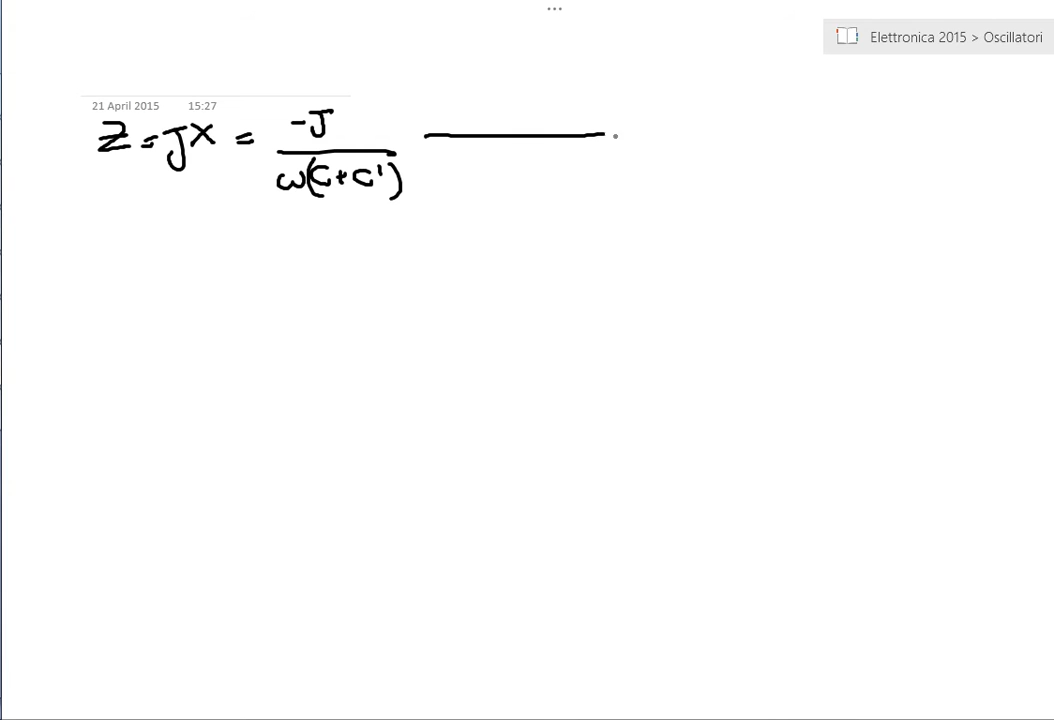 ...
Elettronica 2015 > Oscillatori
21 April 2015 15:27
Z = JX = -J / ω(C+C')